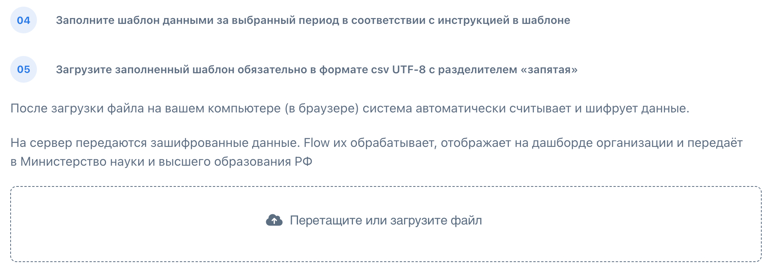 04 Заполните шаблон данными за выбранный период в соответствии с инструкцией в шаблоне
05 Загрузите заполненный шаблон обязательно в формате csv UTF-8 с разделителем «запятая»
После загрузки файла на вашем компьютере (в браузере) система автоматически считывает и шифрует данные.
На сервер передаются зашифрованные данные. Flow их обрабатывает, отображает на дашборде организации и передаёт
в Министерство науки и высшего образования РФ
Перетащите или загрузите файл